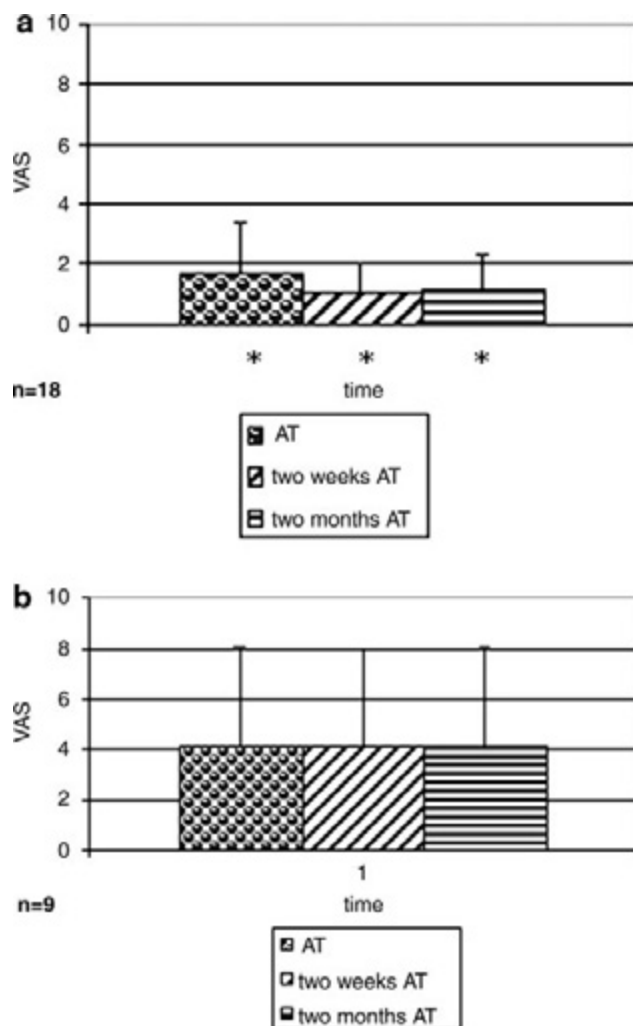 a
10
8
6
4
2
0
VAS
* * *
n=18 time
AT
two weeks AT
two months AT
b
10
8
6
4
2
0
VAS
1
n=9 time
AT
two weeks AT
two months AT